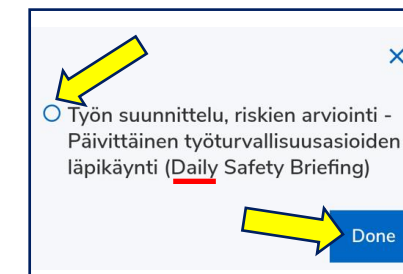 Työn suunnittelu, riskien arviointi -
Päivittäinen työturvallisuusasioiden
läpikäynti (Daily Safety Briefing)
Done